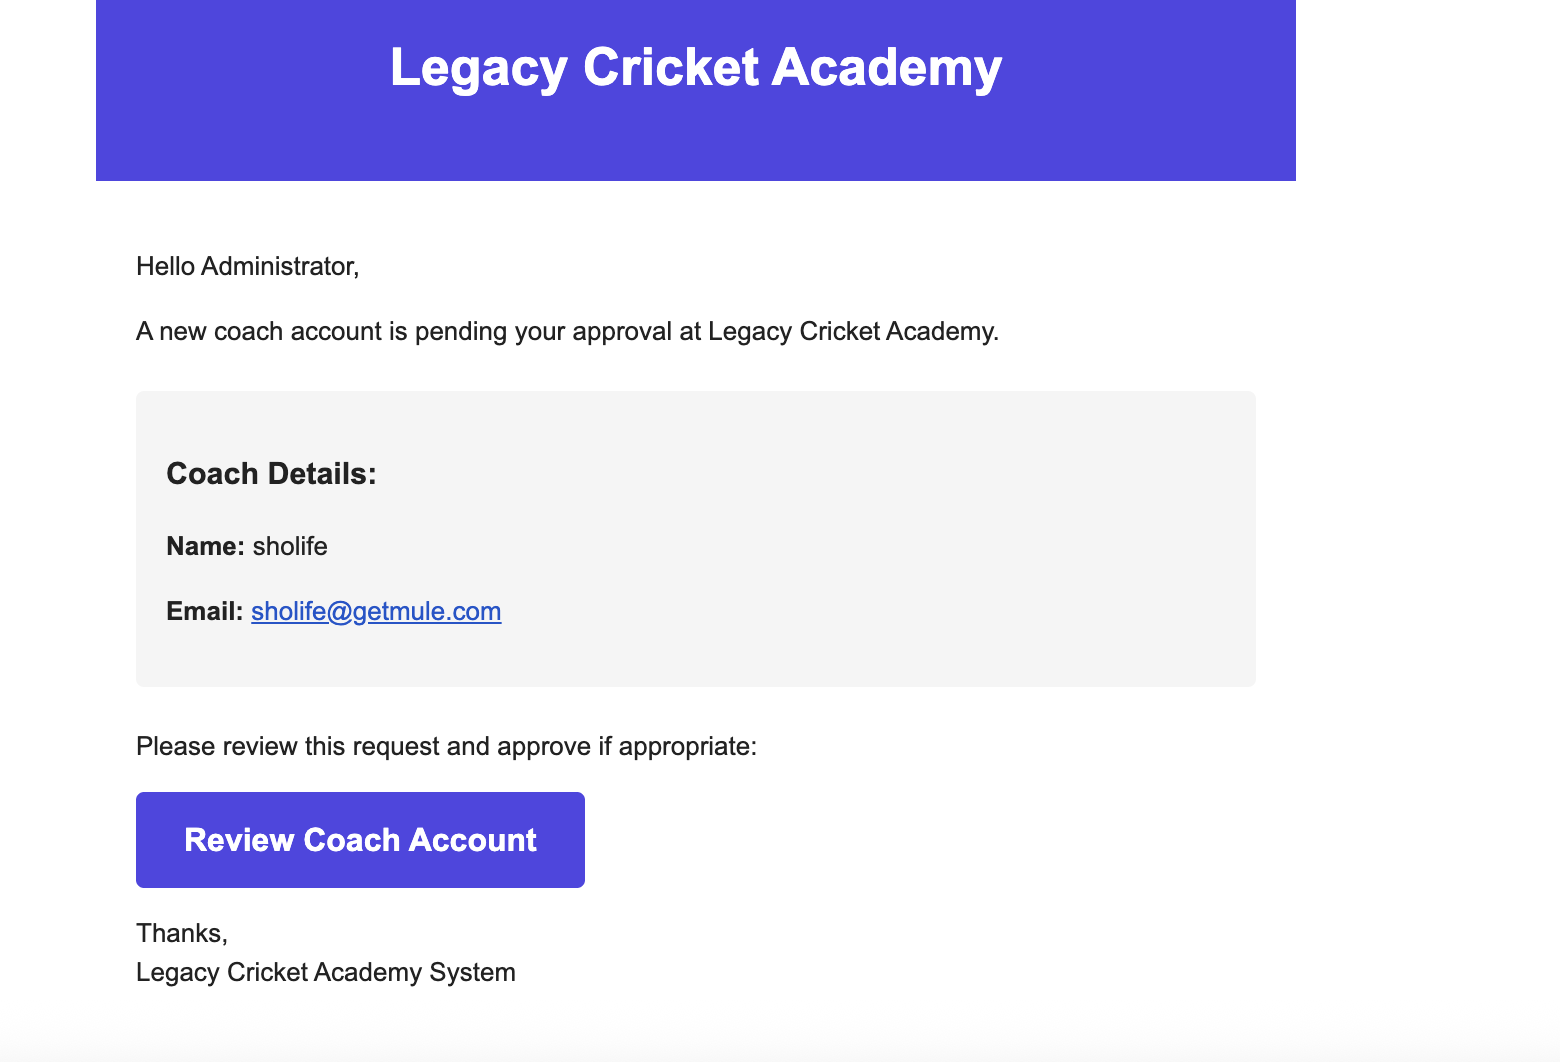 Legacy Cricket Academy
Hello Administrator,
A new coach account is pending your approval at Legacy Cricket Academy.
Coach Details:
Name: sholife
Email: sholife@getmule.com
Please review this request and approve if appropriate:
Review Coach Account
Thanks,
Legacy Cricket Academy System